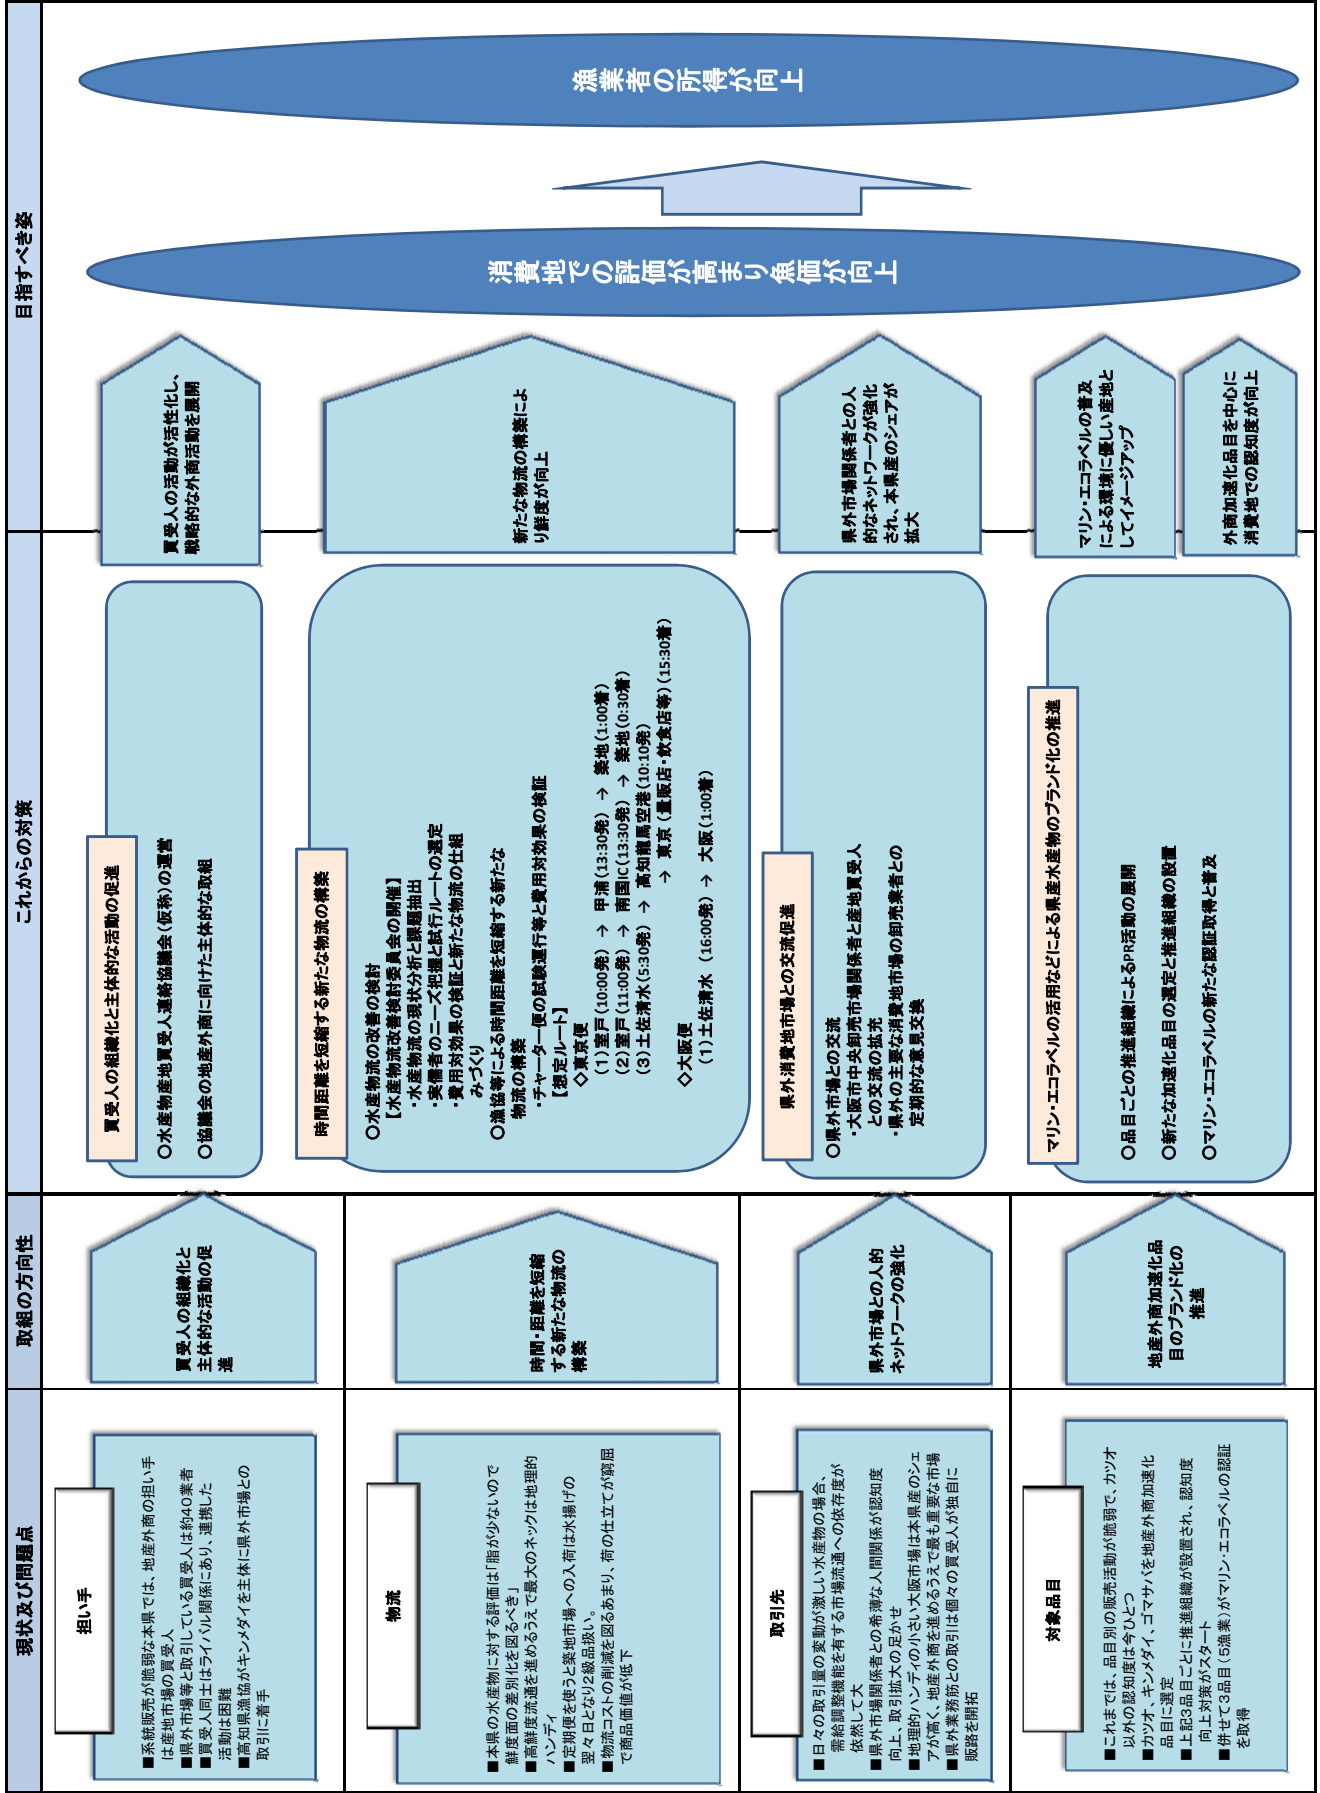 現状及び問題点
取組の方向性
これからの対策
目指すべき姿
担い手
■系統販売が脆弱な本県では、地産外商の担い手
は産地市場の買受人
■県外市場等と取引している買受人は約40業者
■買受人同士はライバル関係にあり、連携した
活動は困難
■高知県漁協がキンメダイを主体に県外市場との
取引に着手
買受人の組織化と
主体的な活動の促
進
買受人の組織化と主体的な活動の促進
○水産物産地買受人連絡協議会(仮称)の運営
○協議会の地産外商に向けた主体的な取組
買受人の活動が活性化し、
戦略的な外商活動を展開
物流
■本県の水産物に対する評価は「脂が少ないので
鮮度面の差別化を図るべき」
■高鮮度流通を進めるうえで最大のネックは地理的
ハンディ
■定期便を使うと築地市場への入荷は水揚げの
翌々日となり2級品扱い。
■物流コストの削減を図るあまり、荷の仕立てが窮屈
で商品価値が低下
時間・距離を短縮
する新たな物流の
構築
時間距離を短縮する新たな物流の構築
○水産物流の改善の検討
【水産物流改善検討委員会の開催】
・水産物流の現状分析と課題抽出
・実需者のニーズ把握と試行ルートの選定
・費用対効果の検証と新たな物流の仕組
みづくり
○漁協等による時間距離を短縮する新たな
物流の構築
・チャーター便の試験運行等と費用対効果の検証
【想定ルート】
◇東京便
(1)室戸(10:00発) → 甲浦(13:30発) → 築地(1:00着)
(2)室戸(11:00発) → 南国IC(13:30発) → 築地(0:30着)
(3)土佐清水(5:30発) → 高知龍馬空港(10:10発)
→ 東京(量販店・飲食店等)(15:30着)
◇大阪便
(1)土佐清水 (16:00発) → 大阪(1:00着)
新たな物流の構築によ
り鮮度が向上
取引先
■日々の取引量の変動が激しい水産物の場合、
需給調整機能を有する市場流通への依存度が
依然して大
■県外市場関係者との希薄な人間関係が認知度
向上、取引拡大の足かせ
■地理的ハンディの小さい大阪市場は本県産のシェ
アが高く、地産外商を進めるうえで最も重要な市場
■県外業務筋との取引は個々の買受人が独自に
販路を開拓
県外市場との人的
ネットワークの強化
県外消費地市場との交流促進
○県外市場との交流
・大阪市中央卸売市場関係者と産地買受人
との交流の拡充
・県外の主要な消費地市場の卸売業者との
定期的な意見交換
県外市場関係者との人
的なネットワークが強化
され、本県産のシェアが
拡大
対象品目
■これまでは、品目別の販売活動が脆弱で、カツオ
以外の認知度は今ひとつ
■カツオ、キンメダイ、ゴマサバを地産外商加速化
品目に選定
■上記3品目ごとに推進組織が設置され、認知度
向上対策がスタート
■併せて3品目(5漁業)がマリン・エコラベルの認証
を取得
地産外商加速化品
目のブランド化の
推進
マリン・エコラベルの活用などによる県産水産物のブランド化の推進
○品目ごとの推進組織によるPR活動の展開
○新たな加速化品目の選定と推進組織の設置
○マリン・エコラベルの新たな認証取得と普及
マリン・エコラベルの普及
による環境に優しい産地と
してイメージアップ
外商加速化品目を中心に
消費地での認知度が向上
消費地での評価が高まり魚価が向上
漁業者の所得が向上